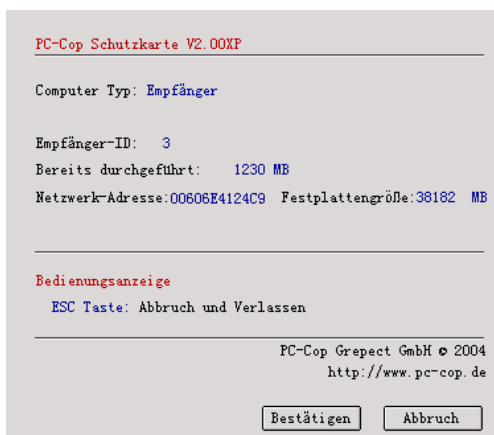 PC-Cop Schutzkarte V2.00XP
Computer Typ: Empfänger
Empfänger-ID: 3
Bereits durchgeführt: 1230 MB
Netzwerk-Adresse:00606E4124C9 Festplattengröße:38182 MB
Bedienungsanzeige
ESC Taste: Abbruch und Verlassen
PC-Cop Grepect GmbH © 2004
http://www.pc-cop.de
Bestätigen Abbruch